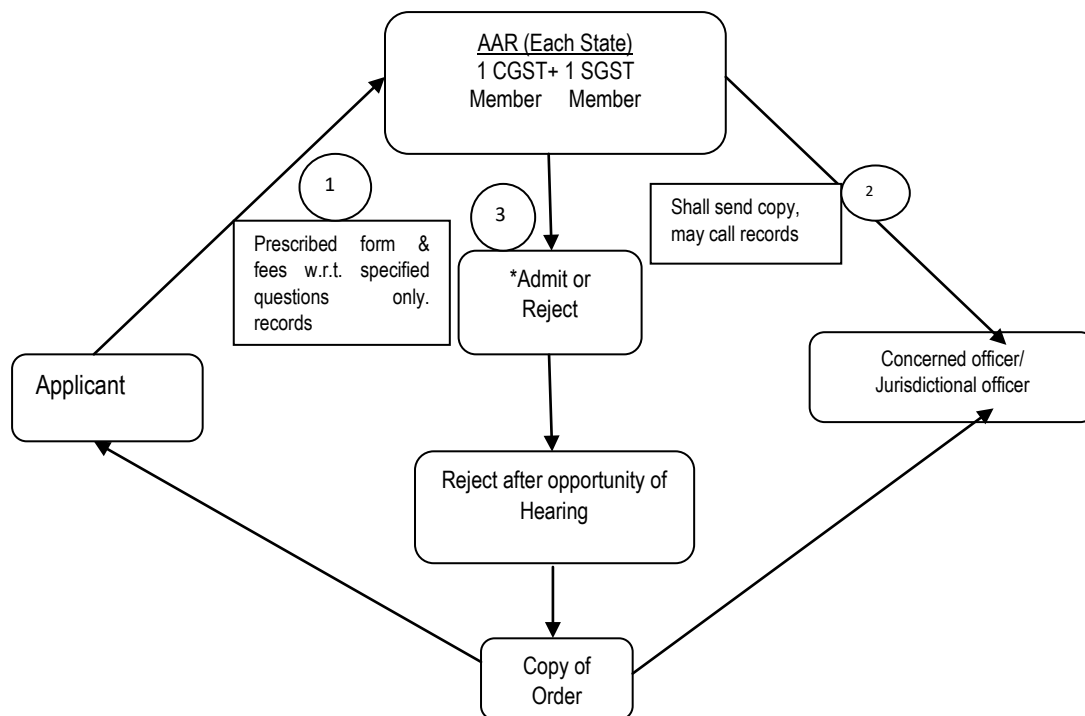 AAR (Each State)
1 CGST+ 1 SGST
Member Member
1
Prescribed form &
fees w.r.t. specified
questions only.
records
3
*Admit or
Reject
Shall send copy,
may call records
2
Applicant
Concerned officer/
Jurisdictional officer
Reject after opportunity of
Hearing
Copy of
Order